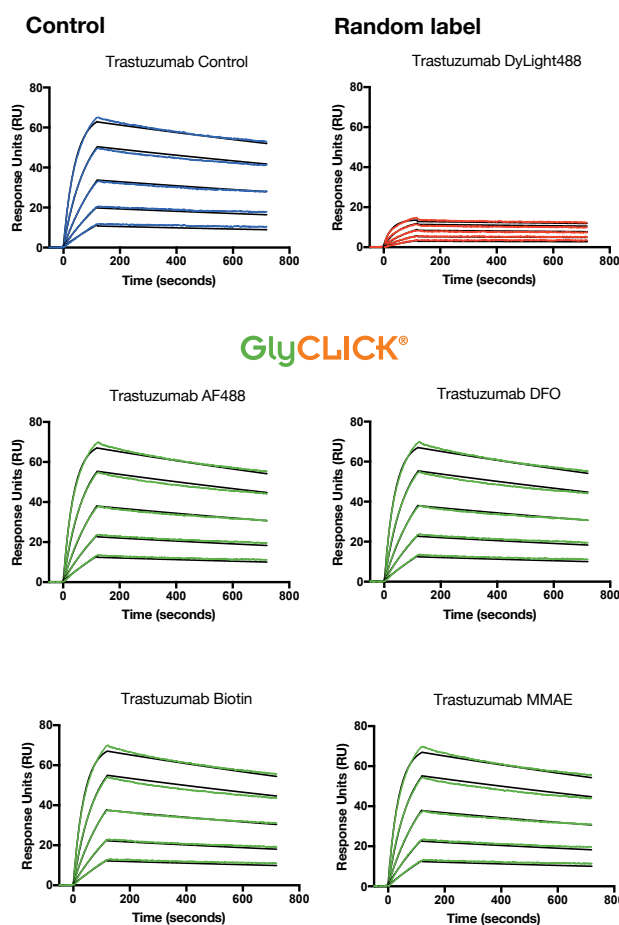 Control
Random label
Trastuzumab Control
Trastuzumab DyLight488
Response Units (RU)
80
60
40
20
0
0
200
400
600
800
Time (seconds)
Response Units (RU)
80
60
40
20
0
0
200
400
600
800
Time (seconds)
GlyCLICK®
Trastuzumab AF488
Trastuzumab DFO
Response Units (RU)
80
60
40
20
0
0
200
400
600
800
Time (seconds)
Response Units (RU)
80
60
40
20
0
0
200
400
600
800
Time (seconds)
Trastuzumab Biotin
Trastuzumab MMAE
Response Units (RU)
80
60
40
20
0
0
200
400
600
800
Time (seconds)
Response Units (RU)
80
60
40
20
0
0
200
400
600
800
Time (seconds)